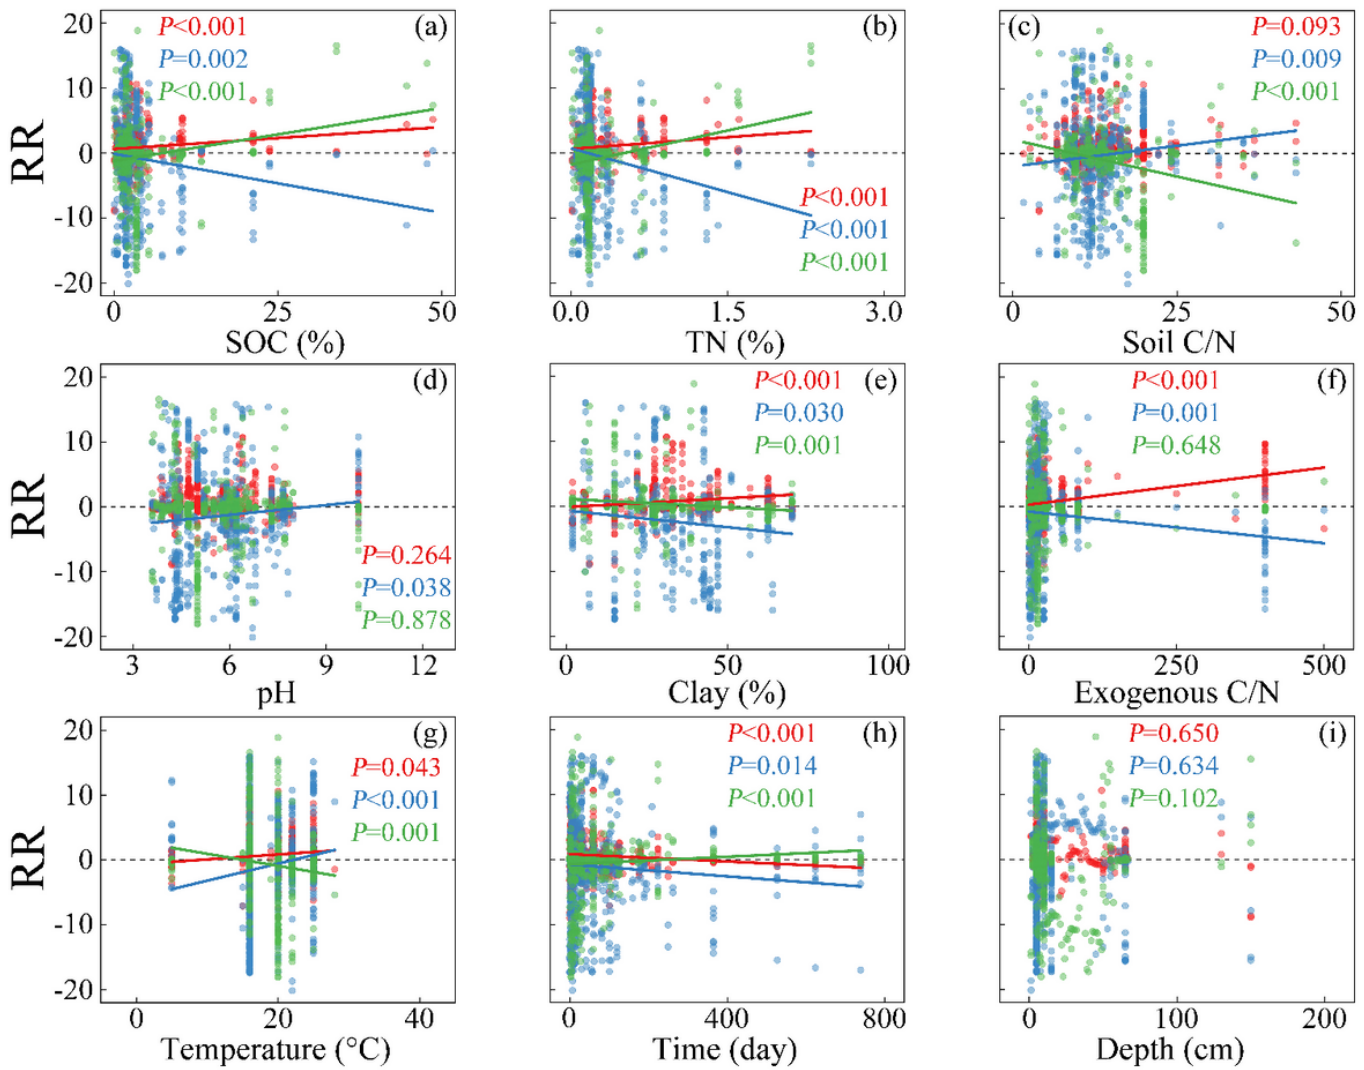 20
10
0
-10
-20
RR
(a)
P<0.001
P=0.002
P<0.001
0
25
50
SOC (%)
(b)
P<0.001
P<0.001
P<0.001
0.0
1.5
3.0
TN (%)
(c)
P=0.093
P=0.009
P<0.001
0
25
50
Soil C/N
20
10
0
-10
-20
RR
(d)
P=0.264
P=0.038
P=0.878
3
6
9
12
pH
(e)
P<0.001
P=0.030
P=0.001
0
50
100
Clay (%)
(f)
P<0.001
P=0.001
P=0.648
0
250
500
Exogenous C/N
20
10
0
-10
-20
RR
(g)
P=0.043
P<0.001
P=0.001
0
20
40
Temperature (°C)
(h)
P<0.001
P=0.014
P<0.001
0
400
800
Time (day)
(i)
P=0.650
P=0.634
P=0.102
0
100
200
Depth (cm)